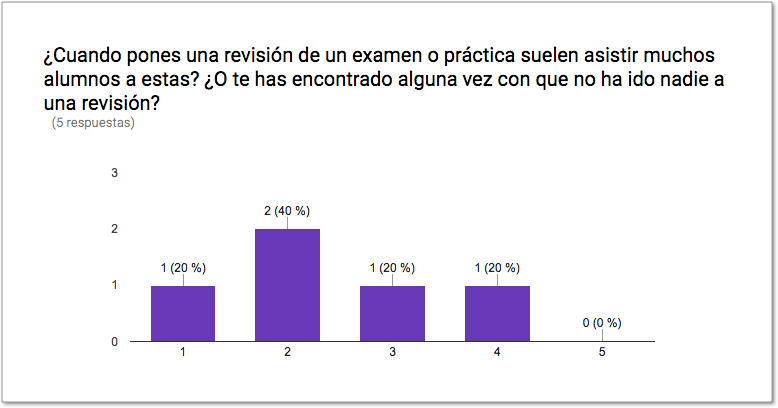 ¿Cuando pones una revisión de un examen o práctica suelen asistir muchos
alumnos a estas? ¿O te has encontrado alguna vez con que no ha ido nadie a
una revisión?
(5 respuestas)
3
2 (40 %)
2
1 (20 %) 1 (20 %) 1 (20 %)
1
0 (0 %)
0
1 2 3 4 5